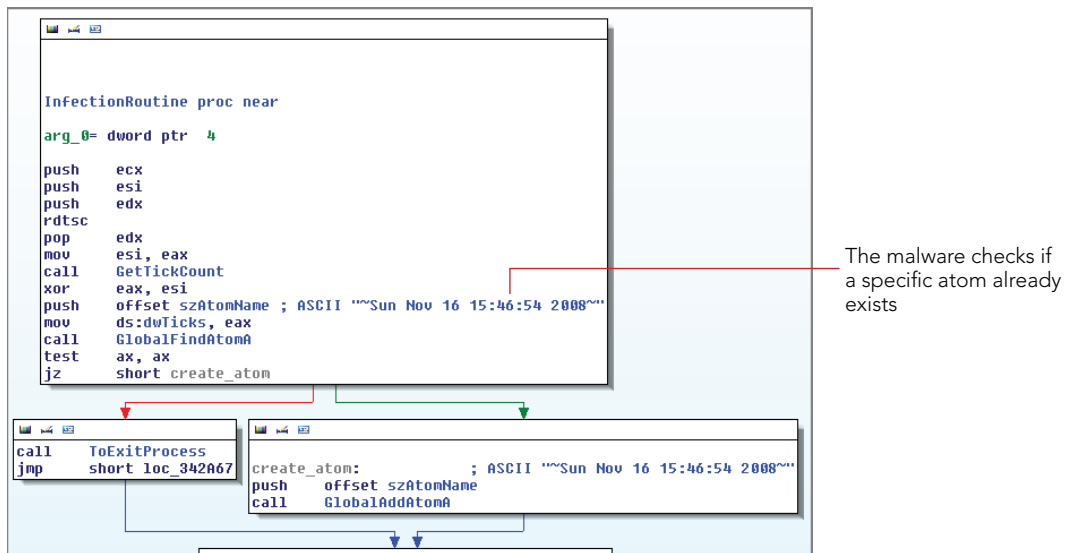 InfectionRoutine proc near
arg_0= dword ptr  4
push    ecx
push    esi
push    edx
rdtsc
pop     edx
mov     esi, eax
call    GetTickCount
xor     eax, esi
push    offset szAtomName ; ASCII "~Sun Nov 16 15:46:54 2008~"
mov     ds:dwTicks, eax
call    GlobalFindAtomA
test    ax, ax
jz      short create_atom
The malware checks if
a specific atom already
exists
call    ToExitProcess
jmp     short loc_342A67
create_atom:            ; ASCII "~Sun Nov 16 15:46:54 2008~"
push    offset szAtomName
call    GlobalAddAtomA